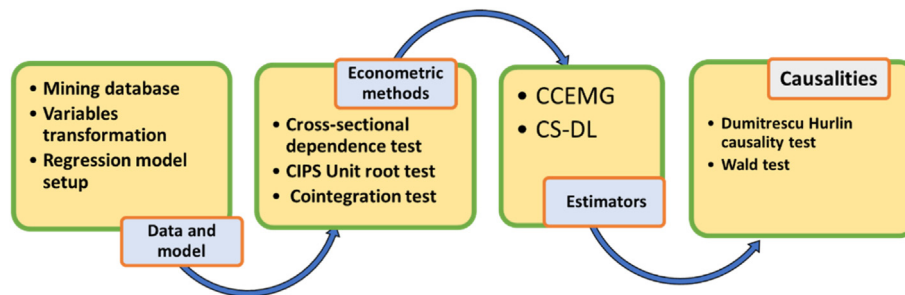 • Mining database
• Variables
transformation
• Regression model
setup
Data and
model
Econometric
methods
• Cross-sectional
dependence test
• CIPS Unit root test
• Cointegration test
• CCEMG
• CS-DL
Estimators
Causalities
• Dumitrescu Hurlin
causality test
• Wald test